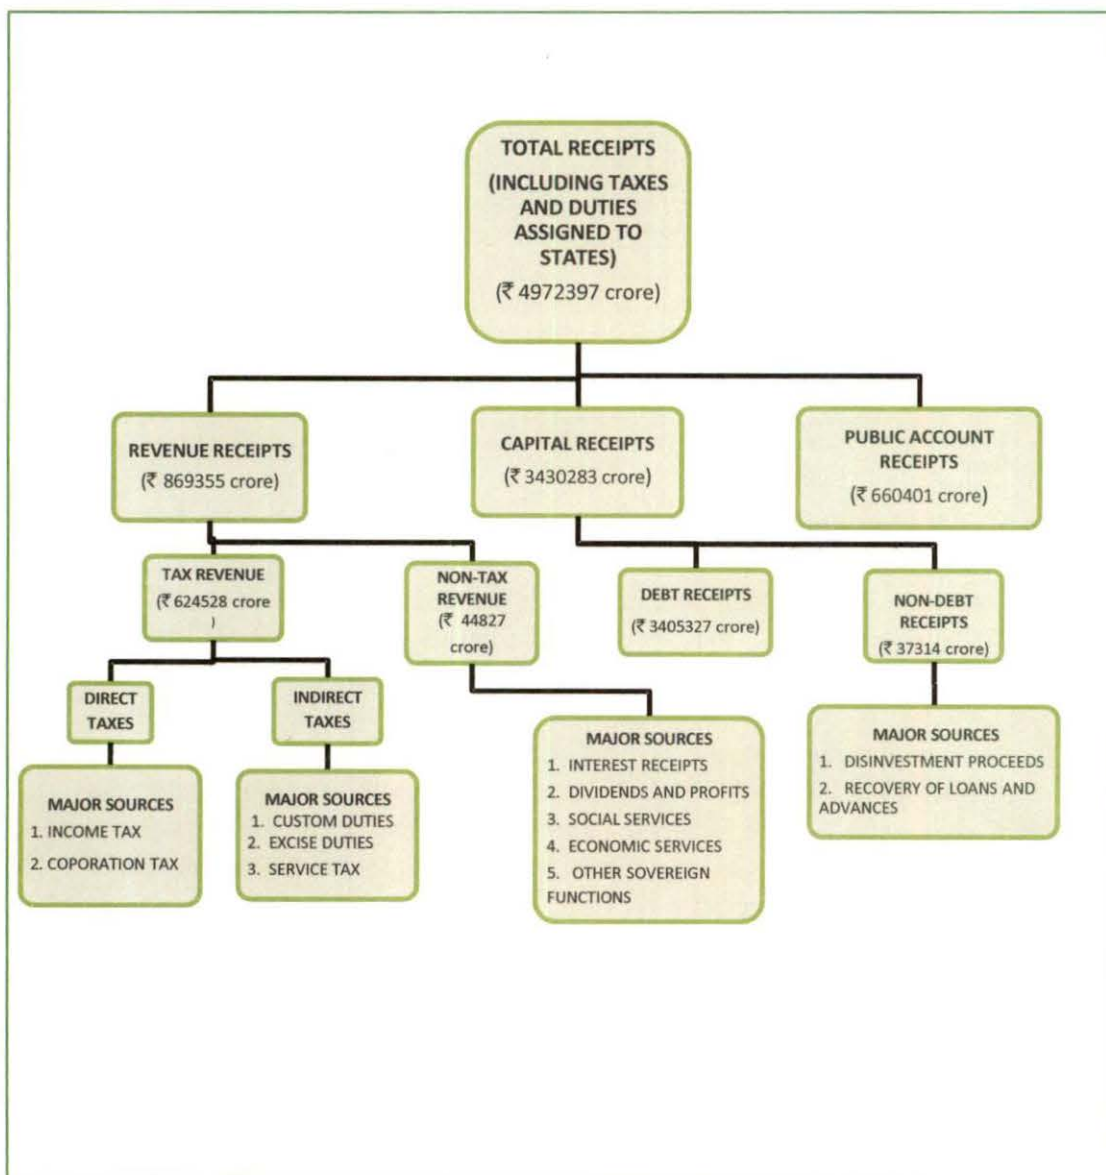 TOTAL RECEIPTS
(INCLUDING TAXES
AND DUTIES
ASSIGNED TO
STATES)
(₹ 4972397 crore)
REVENUE RECEIPTS
(₹ 869355 crore)
CAPITAL RECEIPTS
(₹ 3430283 crore)
PUBLIC ACCOUNT
RECEIPTS
(₹ 660401 crore)
TAX REVENUE
(₹ 624528 crore
)
NON-TAX
REVENUE
(₹ 44827
crore)
DEBT RECEIPTS
(₹ 3405327 crore)
NON-DEBT
RECEIPTS
(₹ 37314 crore)
DIRECT
TAXES
INDIRECT
TAXES
MAJOR SOURCES
1. INCOME TAX
2. COPORATION TAX
MAJOR SOURCES
1. CUSTOM DUTIES
2. EXCISE DUTIES
3. SERVICE TAX
MAJOR SOURCES
1. INTEREST RECEIPTS
2. DIVIDENDS AND PROFITS
3. SOCIAL SERVICES
4. ECONOMIC SERVICES
5. OTHER SOVEREIGN
FUNCTIONS
MAJOR SOURCES
1. DISINVESTMENT PROCEEDS
2. RECOVERY OF LOANS AND
ADVANCES